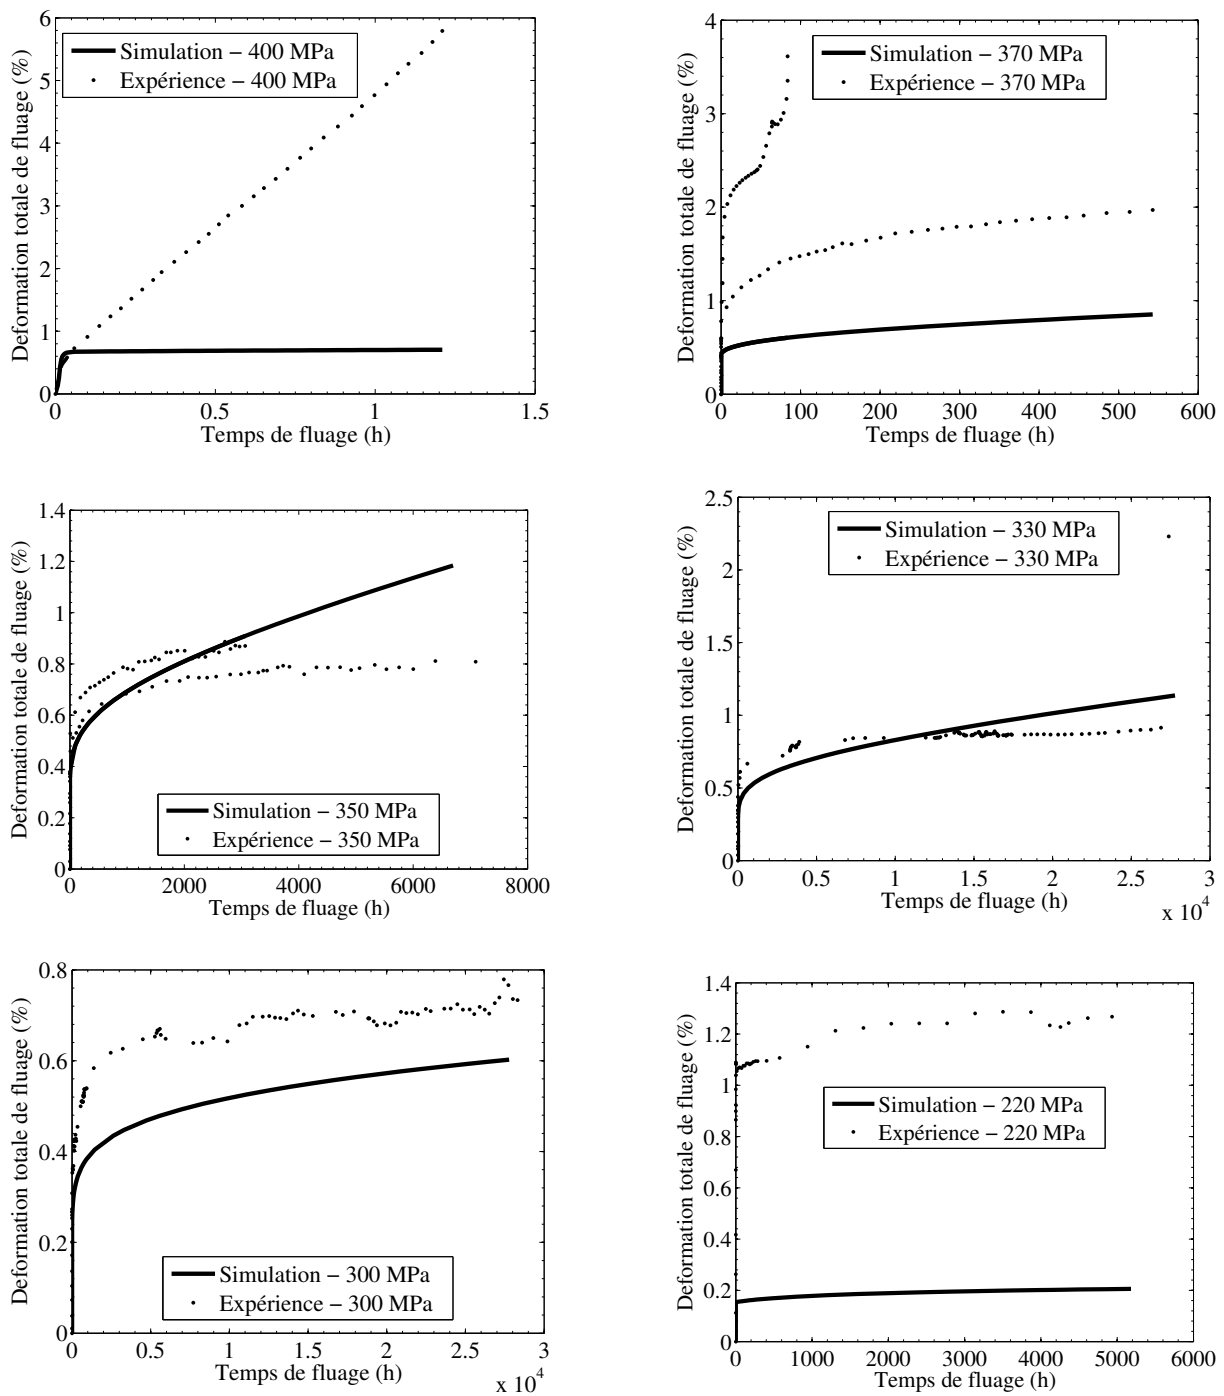 Deformation totale de fluage (%)
6
5
4
3
2
1
0
Simulation – 400 MPa
Expérience – 400 MPa
0 0.5 1 1.5
Temps de fluage (h)
Deformation totale de fluage (%)
4
3
2
1
0
Simulation – 370 MPa
Expérience – 370 MPa
0 100 200 300 400 500 600
Temps de fluage (h)
Deformation totale de fluage (%)
1.4
1.2
1
0.8
0.6
0.4
0.2
0
Simulation – 350 MPa
Expérience – 350 MPa
0 2000 4000 6000 8000
Temps de fluage (h)
Deformation totale de fluage (%)
2.5
2
1.5
1
0.5
0
Simulation – 330 MPa
Expérience – 330 MPa
0 0.5 1 1.5 2 2.5 3
Temps de fluage (h)
x 10⁴
Deformation totale de fluage (%)
0.8
0.6
0.4
0.2
0
Simulation – 300 MPa
Expérience – 300 MPa
0 0.5 1 1.5 2 2.5 3
Temps de fluage (h)
x 10⁴
Deformation totale de fluage (%)
1.4
1.2
1
0.8
0.6
0.4
0.2
0
Simulation – 220 MPa
Expérience – 220 MPa
0 1000 2000 3000 4000 5000 6000
Temps de fluage (h)